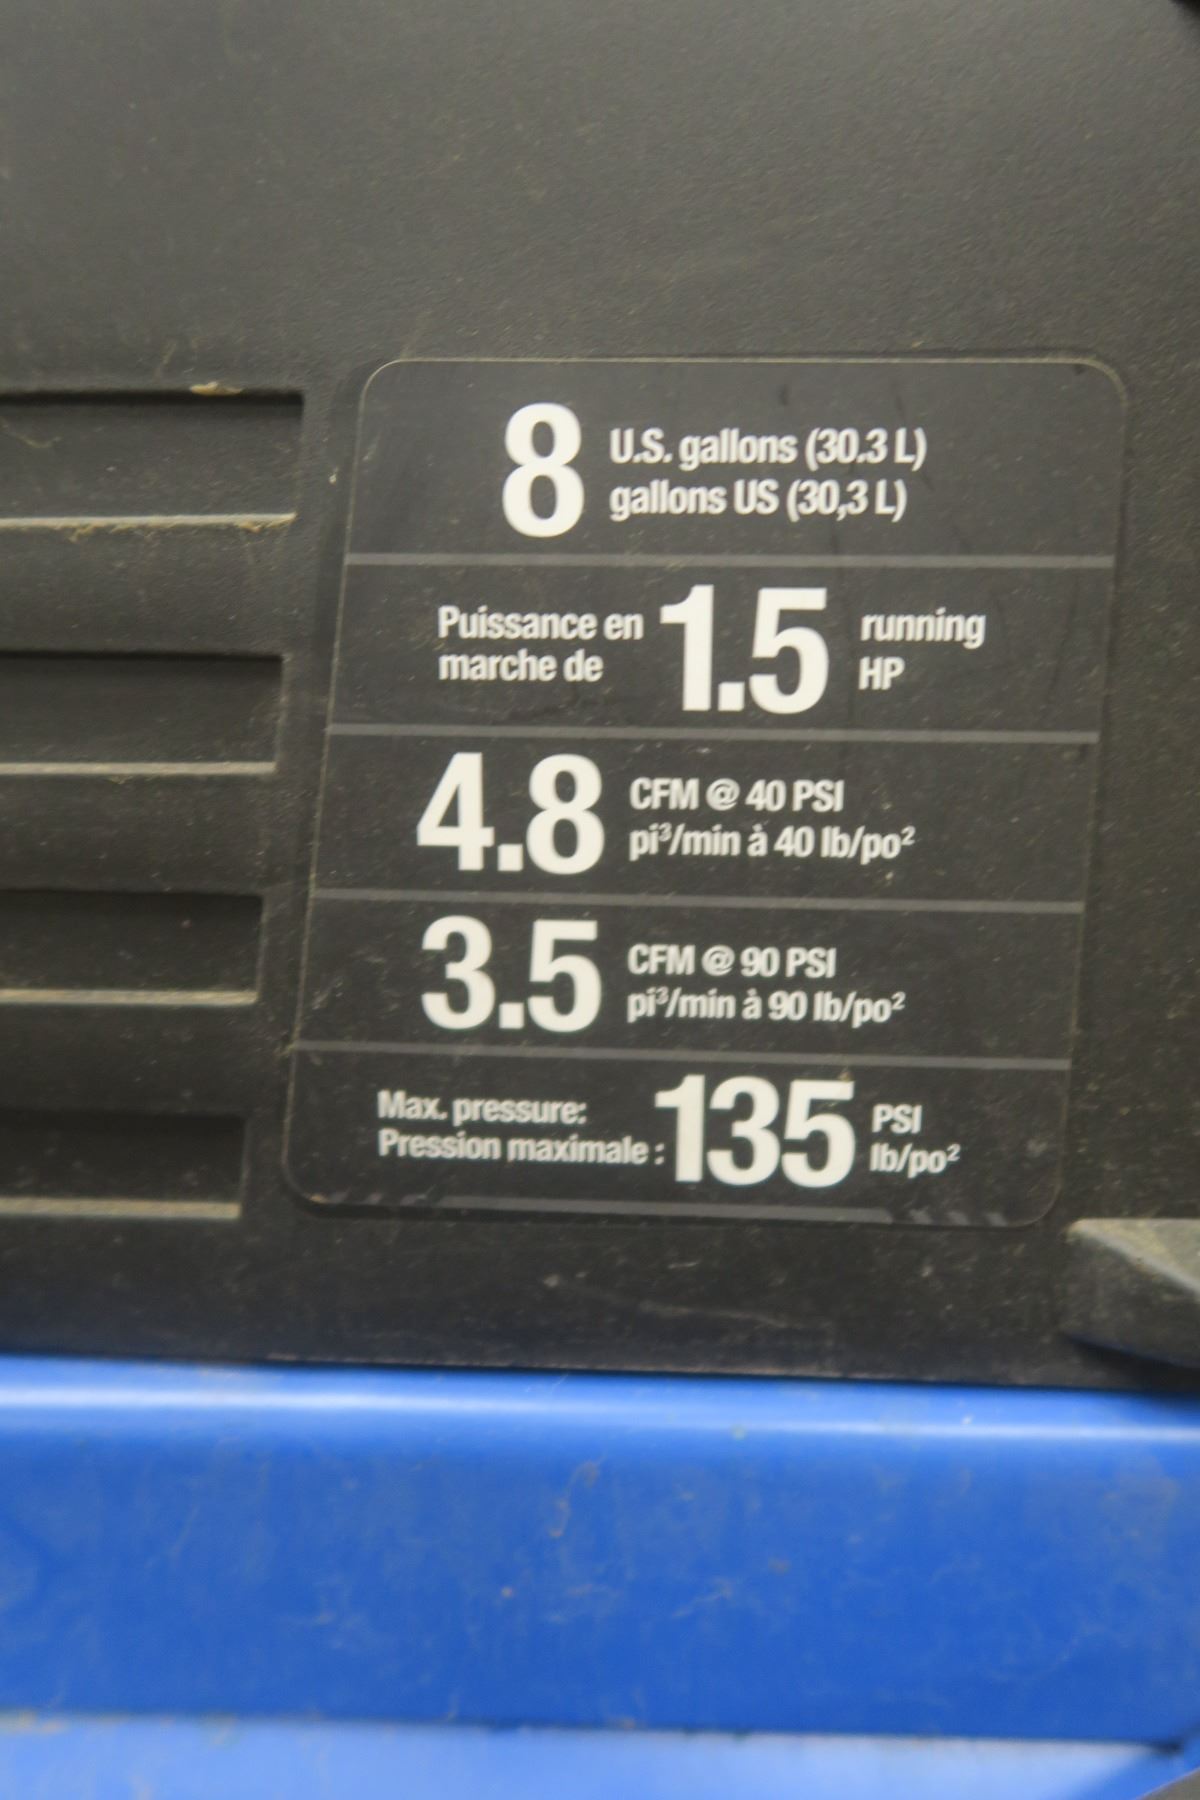 8 U.S. gallons (30.3 L)
gallons US (30,3 L)
Puissance en 1.5 running
marche de HP
4.8 CFM @ 40 PSI
pi³/min à 40 lb/po²
3.5 CFM @ 90 PSI
pi³/min à 90 lb/po²
Max. pressure: 135 PSI
Pression maximale : lb/po²